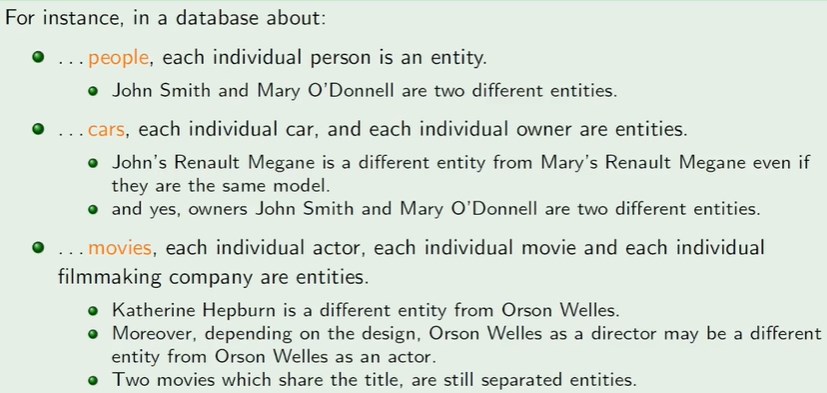 For instance, in a database about:
...people, each individual person is an entity.
John Smith and Mary O'Donnell are two different entities.
...cars, each individual car, and each individual owner are entities.
John's Renault Megane is a different entity from Mary's Renault Megane even if
they are the same model.
and yes, owners John Smith and Mary O'Donnell are two different entities.
...movies, each individual actor, each individual movie and each individual
filmmaking company are entities.
Katherine Hepburn is a different entity from Orson Welles.
Moreover, depending on the design, Orson Welles as a director may be a different
entity from Orson Welles as an actor.
Two movies which share the title, are still separated entities.